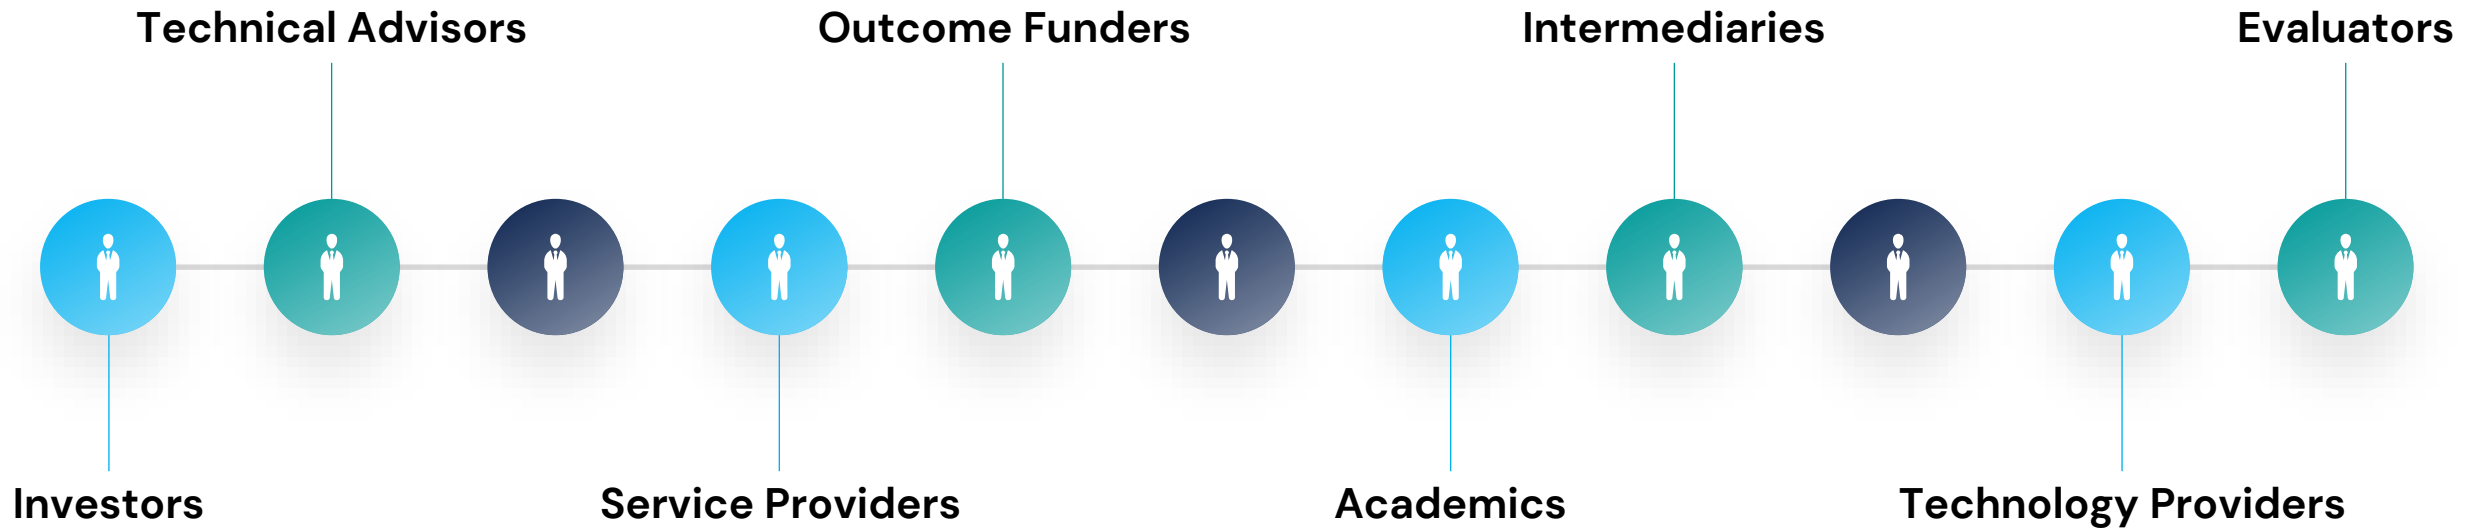 Technical Advisors
Outcome Funders
Intermediaries
Evaluators
Investors
Service Providers
Academics
Technology Providers